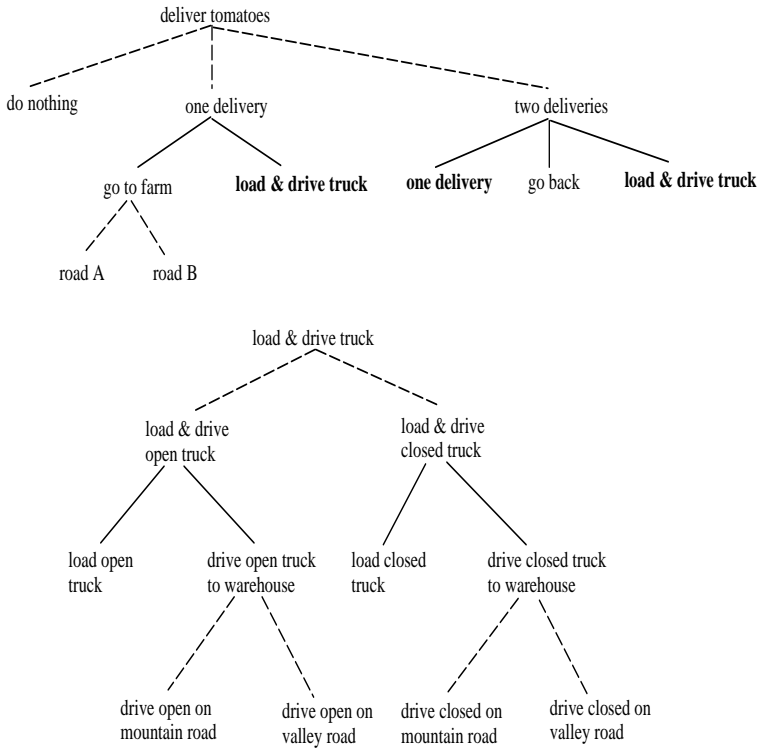 deliver tomatoes
do nothing
one delivery
two deliveries
go to farm
load & drive truck
one delivery
go back
load & drive truck
road A
road B
load & drive truck
load & drive
open truck
load & drive
closed truck
load open
truck
drive open truck
to warehouse
load closed
truck
drive closed truck
to warehouse
drive open on
mountain road
drive open on
valley road
drive closed on
mountain road
drive closed on
valley road